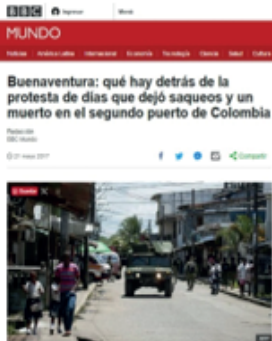 BBC
Menú
MUNDO
Noticias América Latina Internacional Economía Tecnología Ciencia Salud Cultura
Buenaventura: qué hay detrás de la
protesta de días que dejó saqueos y un
muerto en el segundo puerto de Colombia
Redacción
BBC Mundo
21 mayo 2017
Compartir